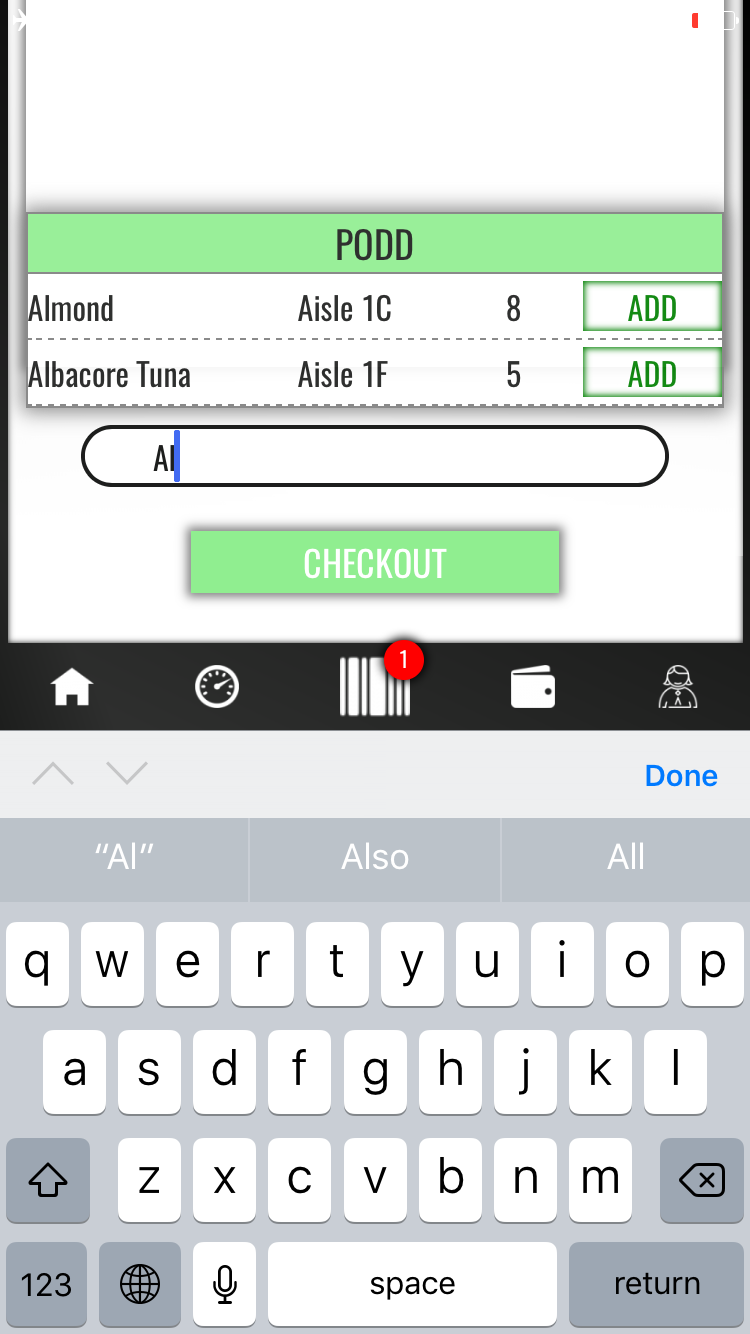 PODD
Almond Aisle 1C 8 ADD
Albacore Tuna Aisle 1F 5 ADD
Al
CHECKOUT
1
Done
“Al” Also All
q w e r t y u i o p
a s d f g h j k l
z x c v b n m
123 space return